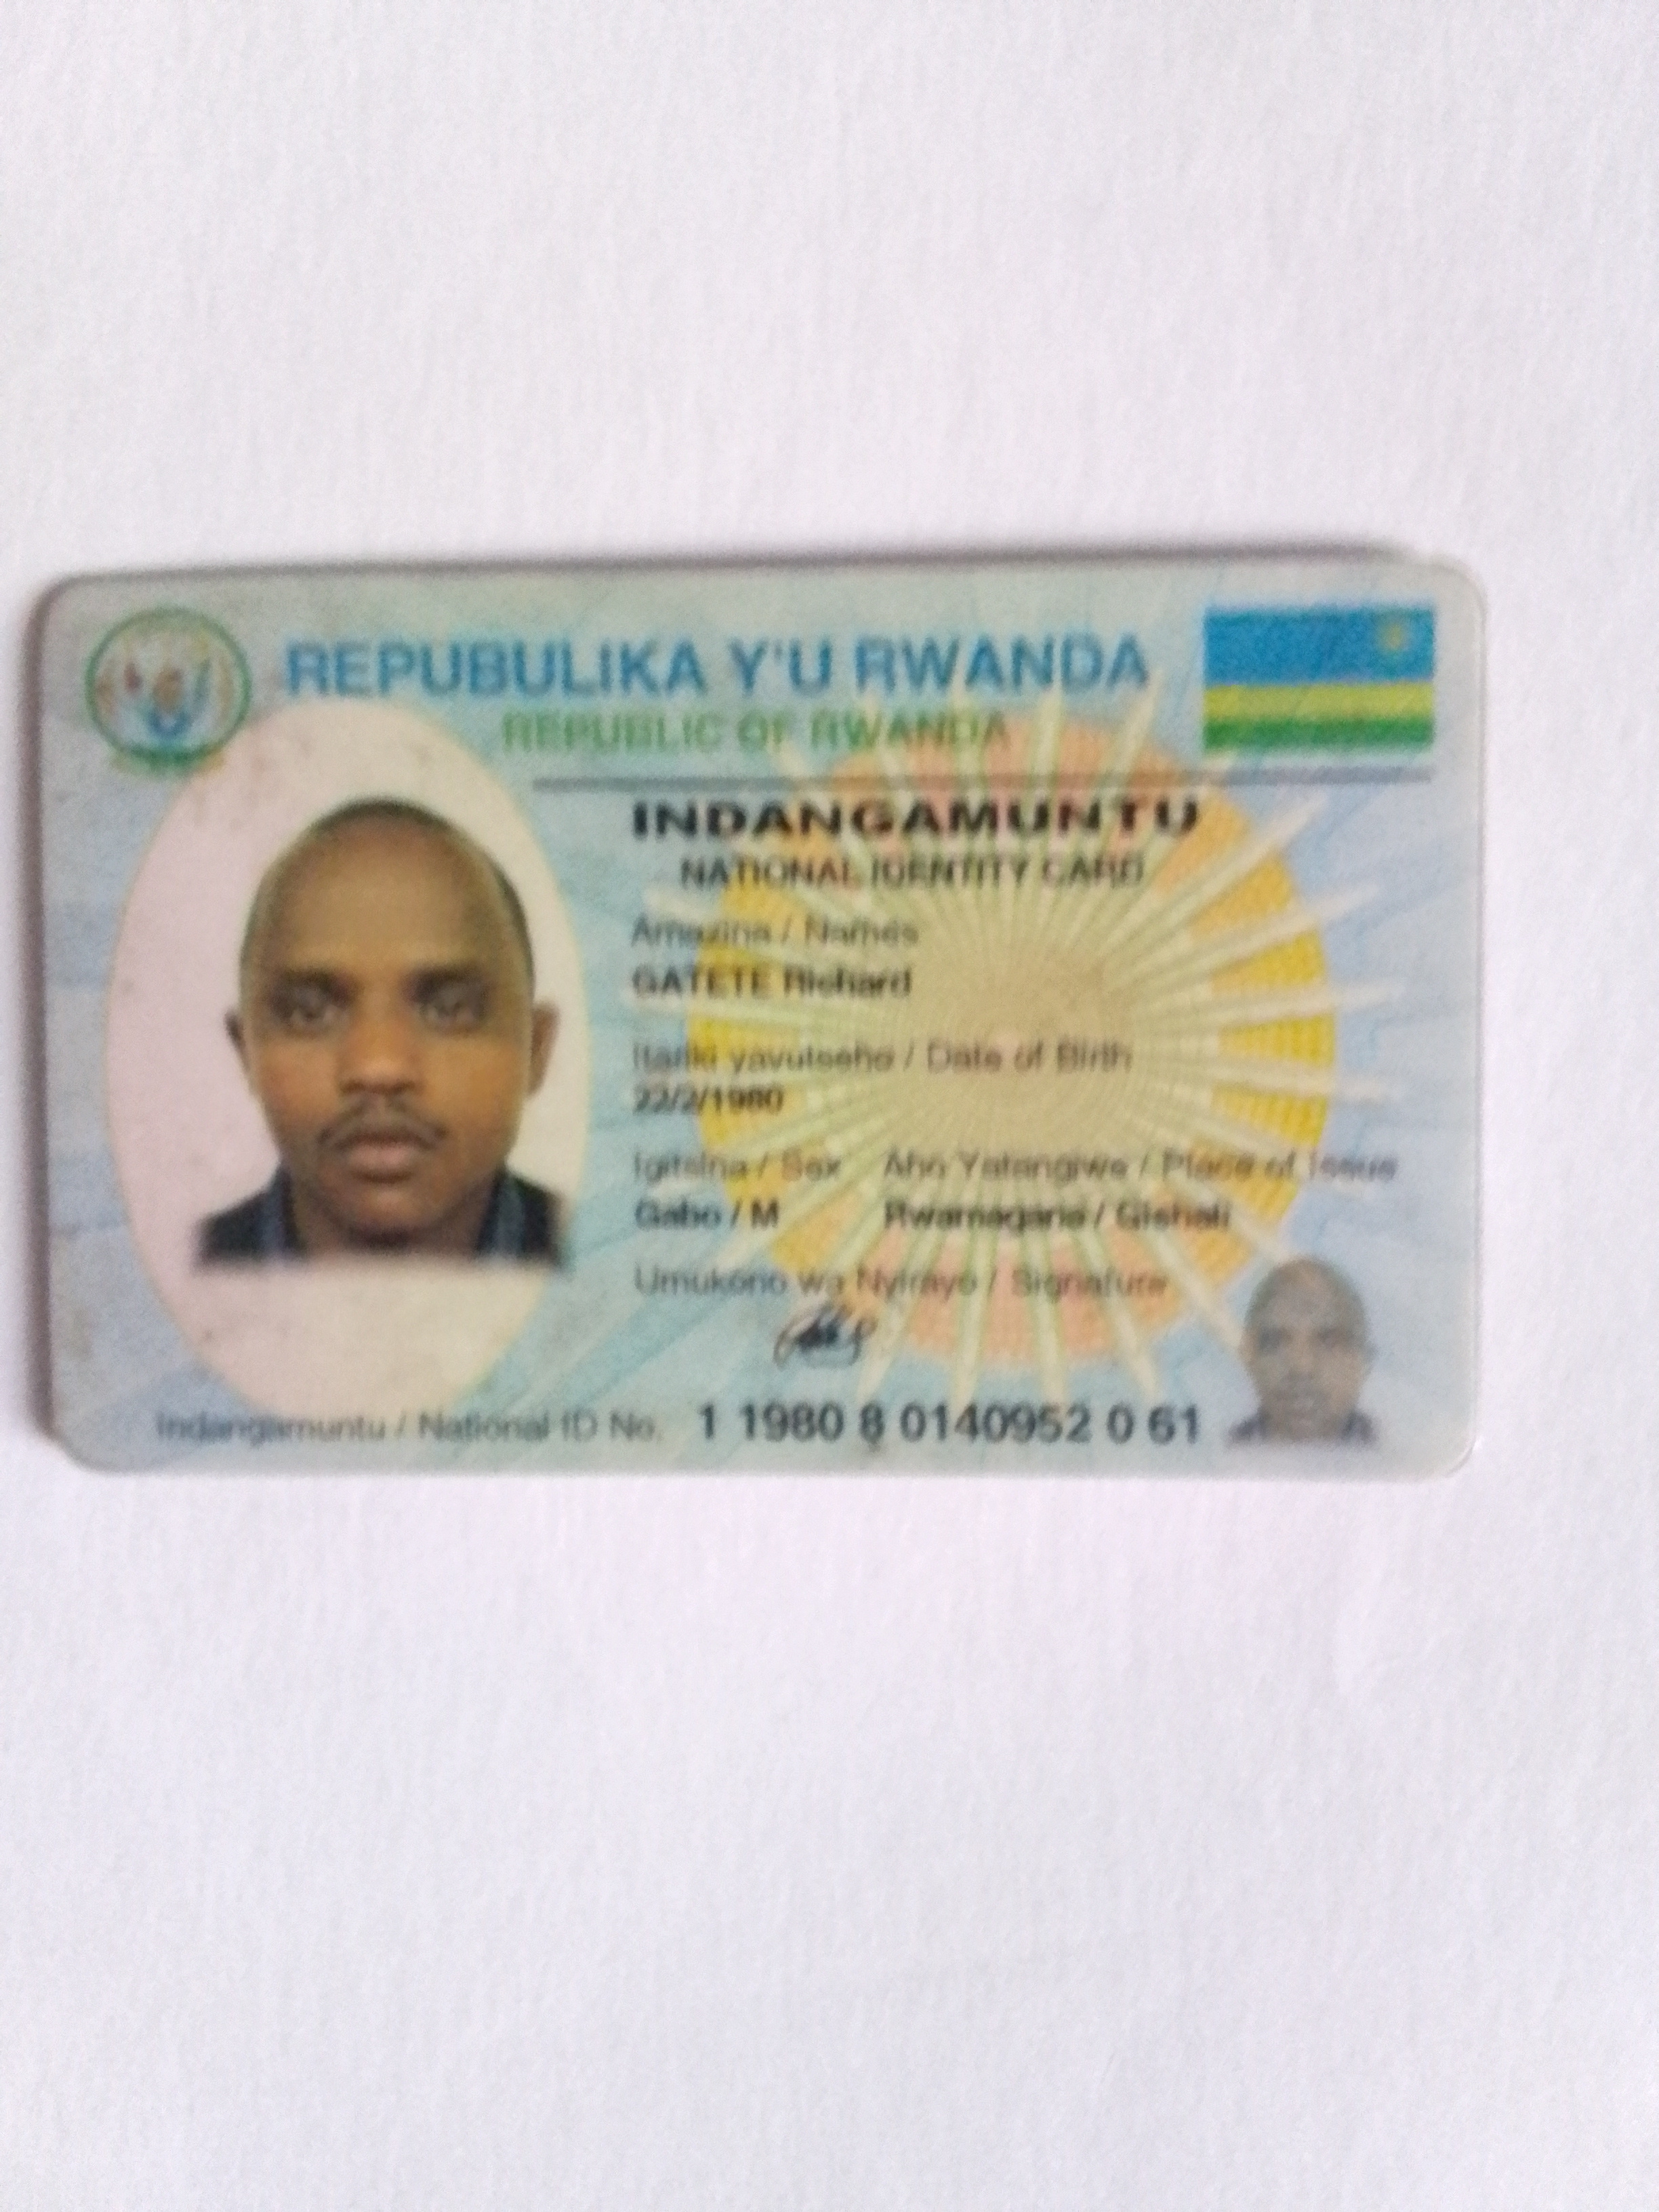 REPUBULIKA Y'U RWANDA
REPUBLIC OF RWANDA
INDANGAMUNTU
NATIONAL IDENTITY CARD
Amazina / Names
GATETE Richard
Itariki yavutseho / Date of Birth
22/2/1980
Igitsina / Sex Aho Yatangiwe / Place of Issue
Gabo / M Rwamagana / Gishali
Umukono wa Nyirayo / Signature
Indangamuntu / National ID No. 1 1980 8 0140952 0 61